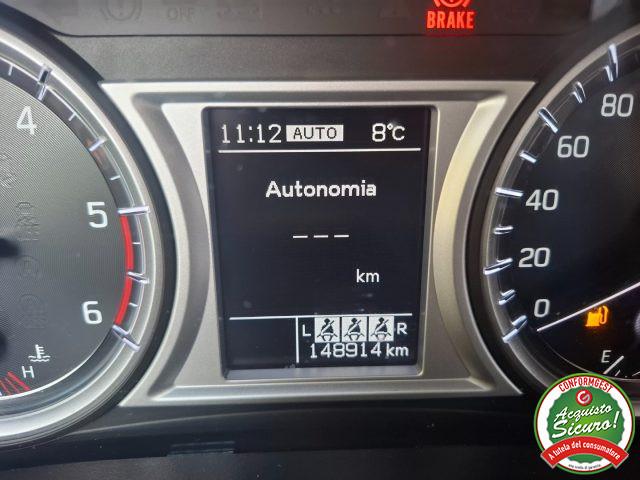 OFF
BRAKE
4
5
6
H
11:12 AUTO 8°C
Autonomia
---
km
L R
148914 km
80
60
40
20
0
E
CONFORMGEST
Acquisto
Sicuro!
A tutela del consumatore